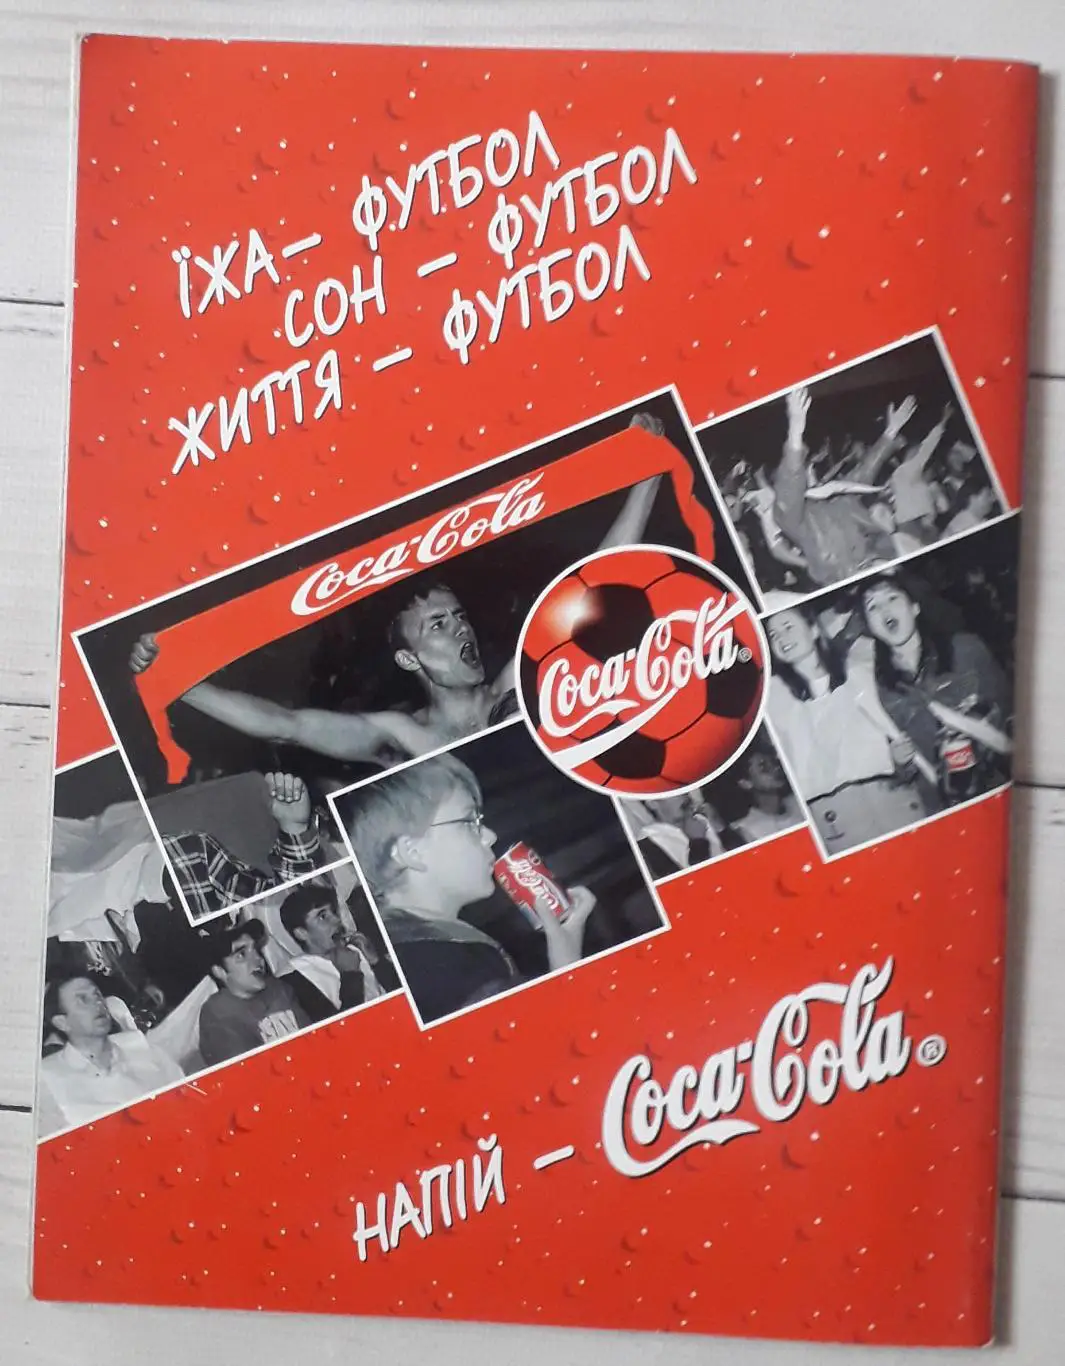 ЇЖА – ФУТБОЛ
СОН – ФУТБОЛ
ЖИТТЯ – ФУТБОЛ
Coca-Cola
Coca-Cola®
НАПІЙ – Coca-Cola®